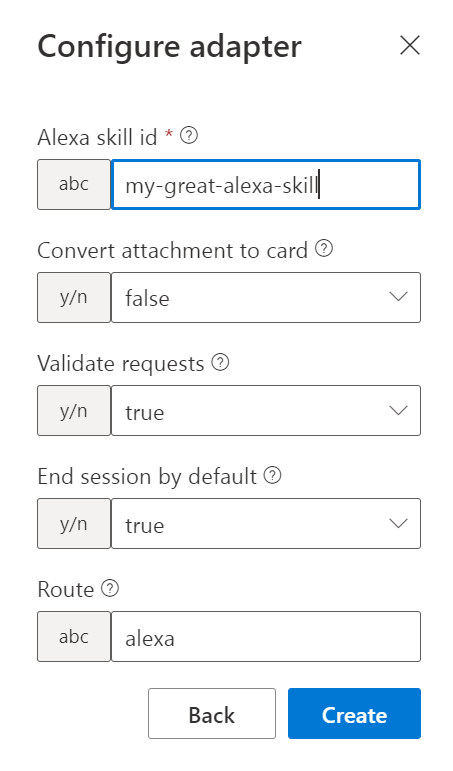 Configure adapter
Alexa skill id *
abc my-great-alexa-skill
Convert attachment to card
y/n false
Validate requests
y/n true
End session by default
y/n true
Route
abc alexa
Back Create